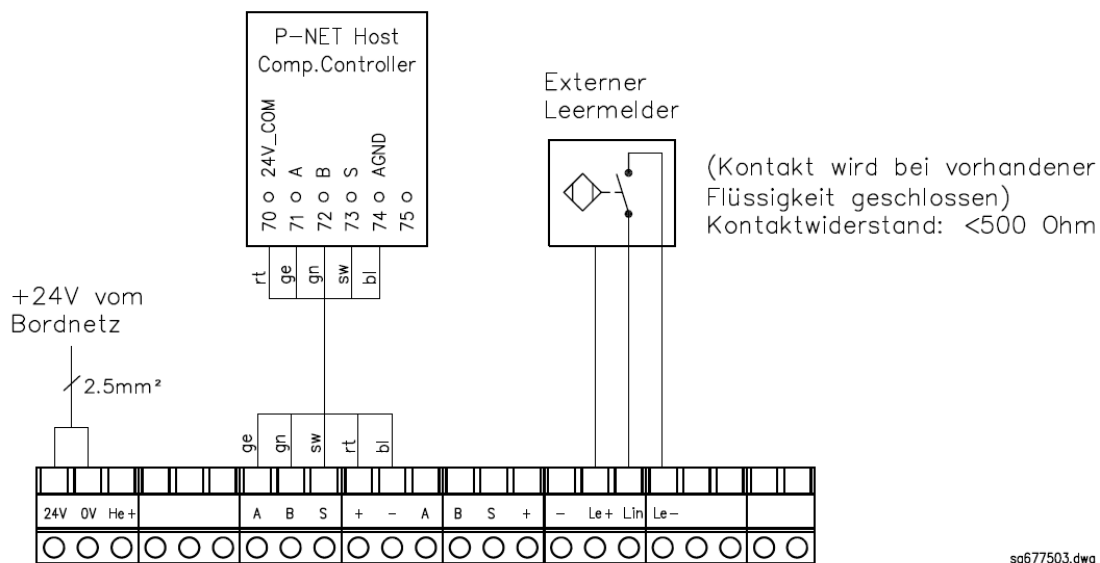 P-NET Host
Comp.Controller
70 24V_COM
71 A
72 B
73 S
74 AGND
75
rt
ge
gn
sw
bl
Externer
Leermelder
(Kontakt wird bei vorhandener
Flüssigkeit geschlossen)
Kontaktwiderstand: <500 Ohm
+24V vom
Bordnetz
2.5mm²
ge
gn
sw
rt
bl
24V 0V He+ A B S + - A B S + - Le+ Lin Le-
sg677503.dwg